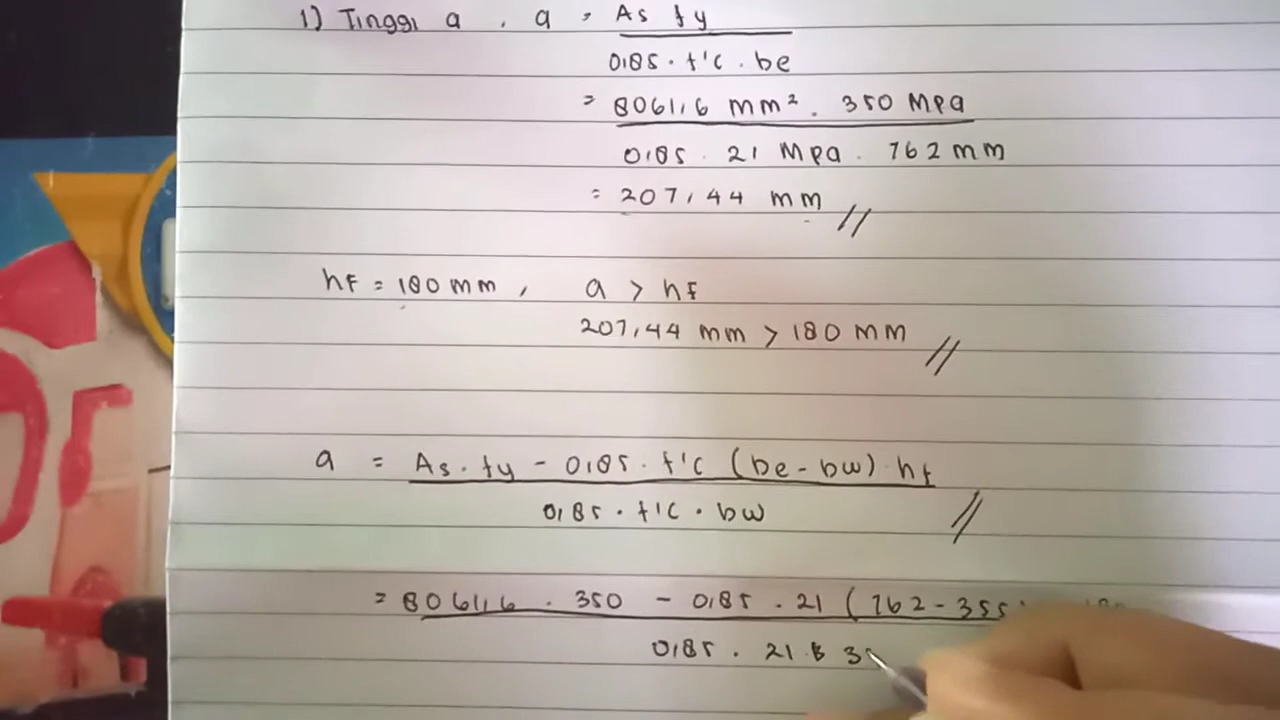 1) Tinggi a , a = As fy
0,85 . f'c . be
= 8061,6 mm² . 350 Mpa
0,85 . 21 Mpa . 762 mm
= 207,44 mm //
hf = 180 mm , a > hf
207,44 mm > 180 mm //
a = As . fy - 0,85 . f'c (be - bw) . hf
0,85 . f'c . bw //
= 8061,6 . 350 - 0,85 . 21 (762 - 355
0,85 . 21 .